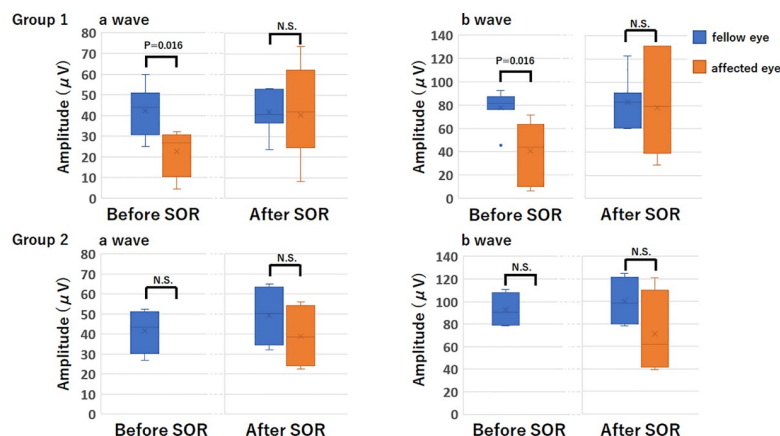 Group 1 a wave
80
70
60
50
40
30
20
10
0
Amplitude (μV)
P=0.016
N.S.
Before SOR After SOR
b wave
140
120
100
80
60
40
20
0
Amplitude (μV)
P=0.016
N.S.
Before SOR After SOR
fellow eye
affected eye
Group 2 a wave
80
70
60
50
40
30
20
10
0
Amplitude (μV)
N.S.
N.S.
Before SOR After SOR
b wave
140
120
100
80
60
40
20
0
Amplitude (μV)
N.S.
N.S.
Before SOR After SOR